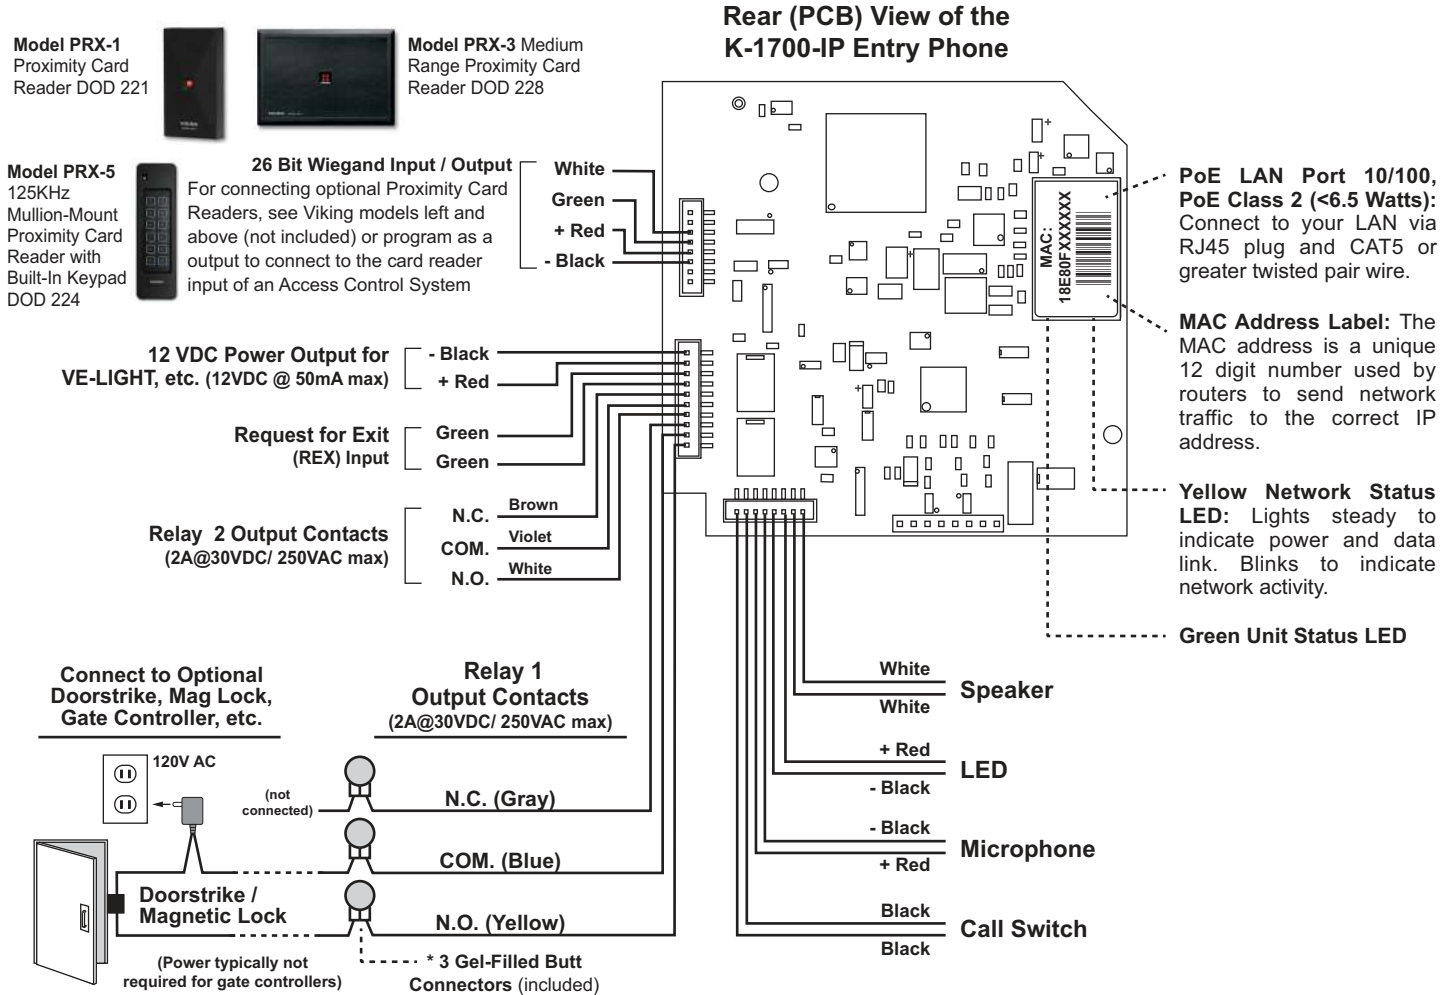 Rear (PCB) View of the
K-1700-IP Entry Phone
Model PRX-1
Proximity Card
Reader DOD 221
Model PRX-3 Medium
Range Proximity Card
Reader DOD 228
Model PRX-5
125KHz
Mullion-Mount
Proximity Card
Reader with
Built-In Keypad
DOD 224
26 Bit Wiegand Input / Output
For connecting optional Proximity Card
Readers, see Viking models left and
above (not included) or program as a
output to connect to the card reader
input of an Access Control System
White
Green
+ Red
- Black
12 VDC Power Output for
VE-LIGHT, etc. (12VDC @ 50mA max)
- Black
+ Red
Request for Exit
(REX) Input
Green
Green
Relay 2 Output Contacts
(2A@30VDC/ 250VAC max)
N.C.
Brown
COM.
Violet
N.O.
White
MAC:
18E80FXXXXXX
PoE LAN Port 10/100,
PoE Class 2 (<6.5 Watts):
Connect to your LAN via
RJ45 plug and CAT5 or
greater twisted pair wire.
MAC Address Label: The
MAC address is a unique
12 digit number used by
routers to send network
traffic to the correct IP
address.
Yellow Network Status
LED: Lights steady to
indicate power and data
link. Blinks to indicate
network activity.
Green Unit Status LED
Connect to Optional
Doorstrike, Mag Lock,
Gate Controller, etc.
Relay 1
Output Contacts
(2A@30VDC/ 250VAC max)
120V AC
(not
connected)
N.C. (Gray)
COM. (Blue)
N.O. (Yellow)
Doorstrike /
Magnetic Lock
(Power typically not
required for gate controllers)
* 3 Gel-Filled Butt
Connectors (included)
White
White
Speaker
+ Red
- Black
LED
- Black
+ Red
Microphone
Black
Black
Call Switch